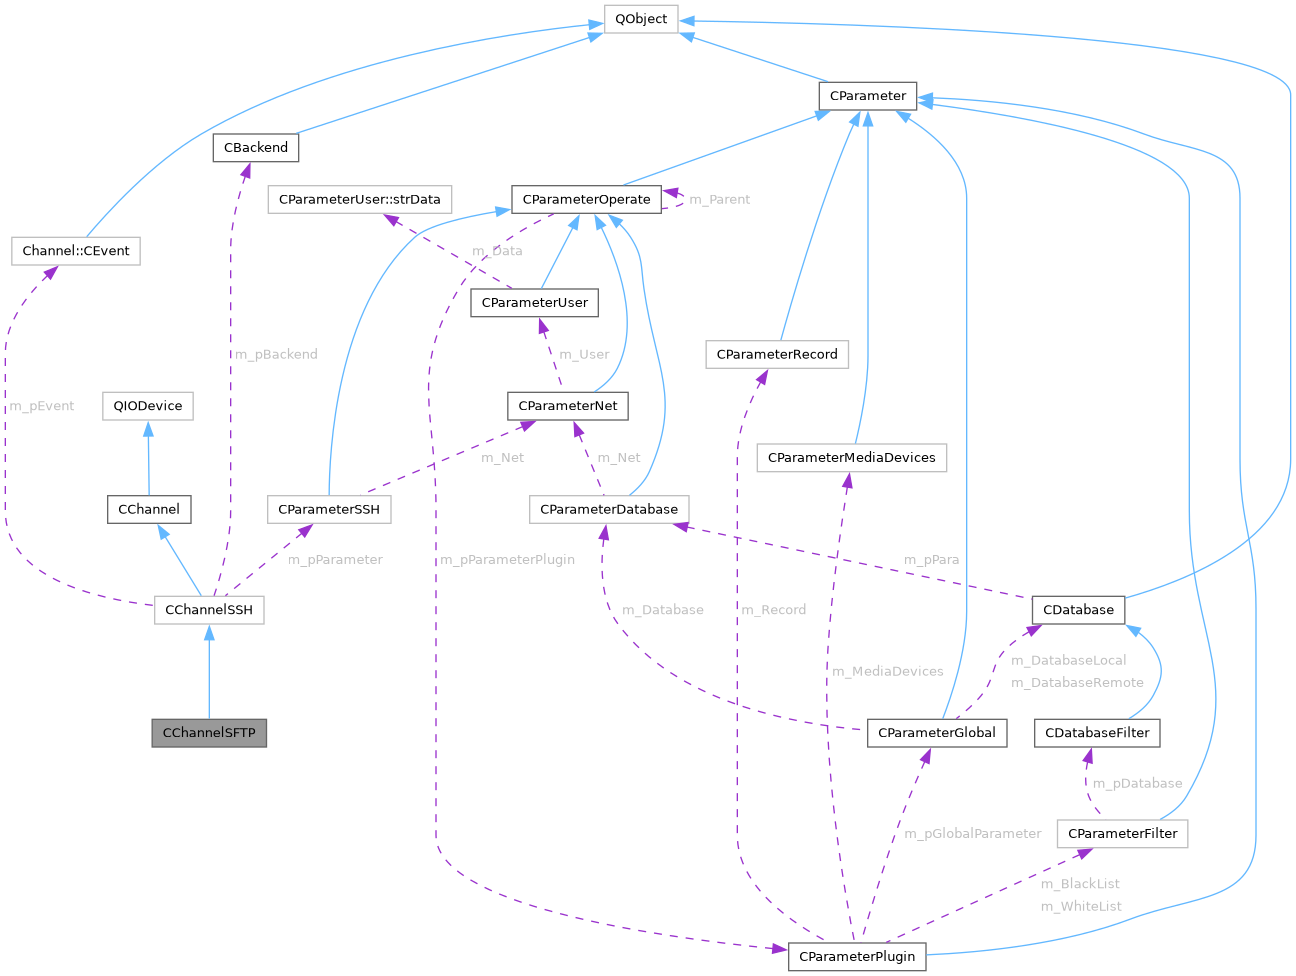 QObject
CParameter
CBackend
CParameterUser::strData
CParameterOperate
m_Parent
Channel::CEvent
m_Data
CParameterUser
m_pBackend
m_User
CParameterRecord
m_pEvent
QIODevice
CParameterNet
m_Net
m_Net
CParameterMediaDevices
CChannel
CParameterSSH
CParameterDatabase
m_pParameter
m_pParameterPlugin
m_pPara
CChannelSSH
m_Database
m_Record
CDatabase
m_DatabaseLocal
m_DatabaseRemote
m_MediaDevices
CChannelSFTP
CParameterGlobal
CDatabaseFilter
m_pDatabase
m_pGlobalParameter
CParameterFilter
m_BlackList
m_WhiteList
CParameterPlugin